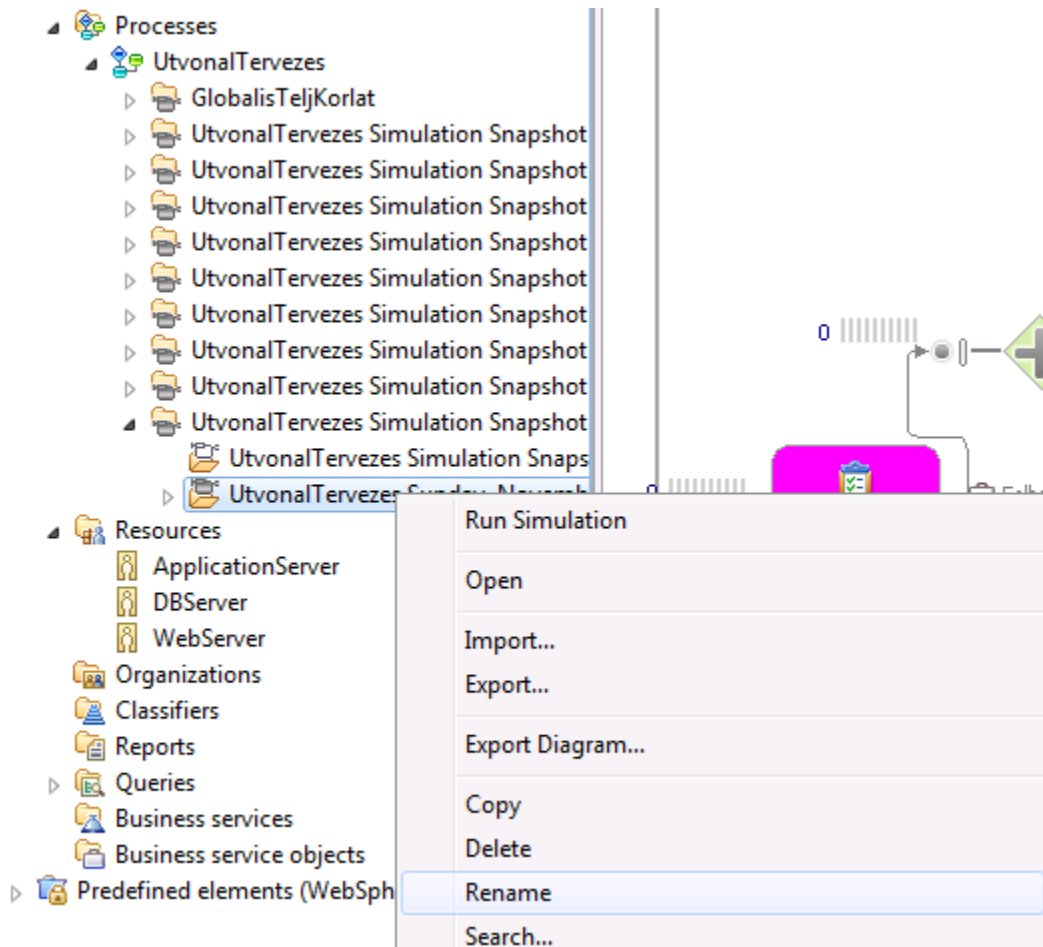 Processes
UtvonalTervezes
GlobalisTeljKorlat
UtvonalTervezes Simulation Snapshot
UtvonalTervezes Simulation Snapshot
UtvonalTervezes Simulation Snapshot
UtvonalTervezes Simulation Snapshot
UtvonalTervezes Simulation Snapshot
UtvonalTervezes Simulation Snapshot
UtvonalTervezes Simulation Snapshot
UtvonalTervezes Simulation Snapshot
UtvonalTervezes Simulation Snapshot
UtvonalTervezes Simulation Snaps
UtvonalTervezes Sunday, Novemb
Resources
ApplicationServer
DBServer
WebServer
Organizations
Classifiers
Reports
Queries
Business services
Business service objects
Predefined elements (WebSph
0
0
Run Simulation
Open
Import...
Export...
Export Diagram...
Copy
Delete
Rename
Search...